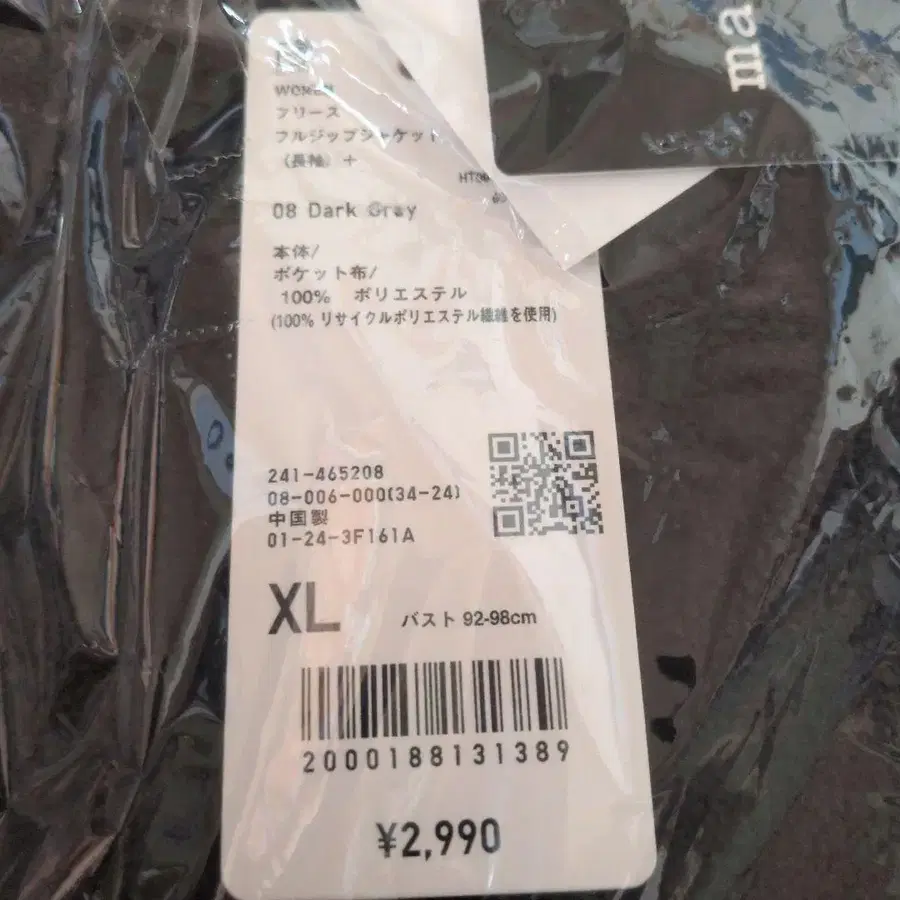 ma
WOMEN
フリース
フルジップジャケット
(長袖)+
08 Dark Gray
本体/
ポケット布/
100% ポリエステル
(100% リサイクルポリエステル繊維を使用)
241-465208
08-006-000(34-24)
中国製
01-24-3F161A
XL バスト 92-98cm
2000188131389
¥2,990